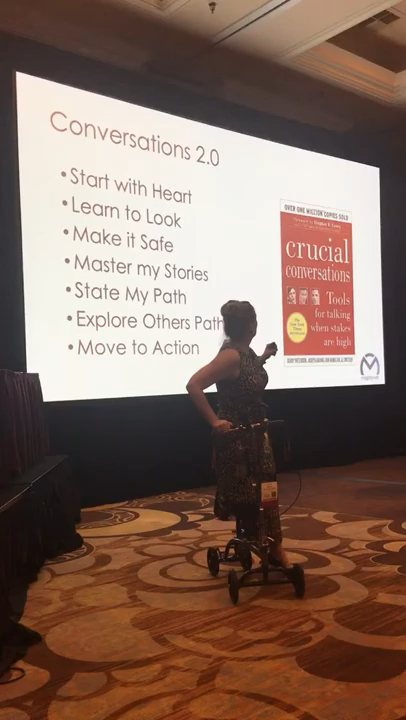 Conversations 2.0
•Start with Heart
•Learn to Look
•Make it Safe
•Master my Stories
•State My Path
•Explore Others Path
•Move to Action
OVER ONE MILLION COPIES SOLD
crucial
conversations
Tools
for talking
when stakes
are high